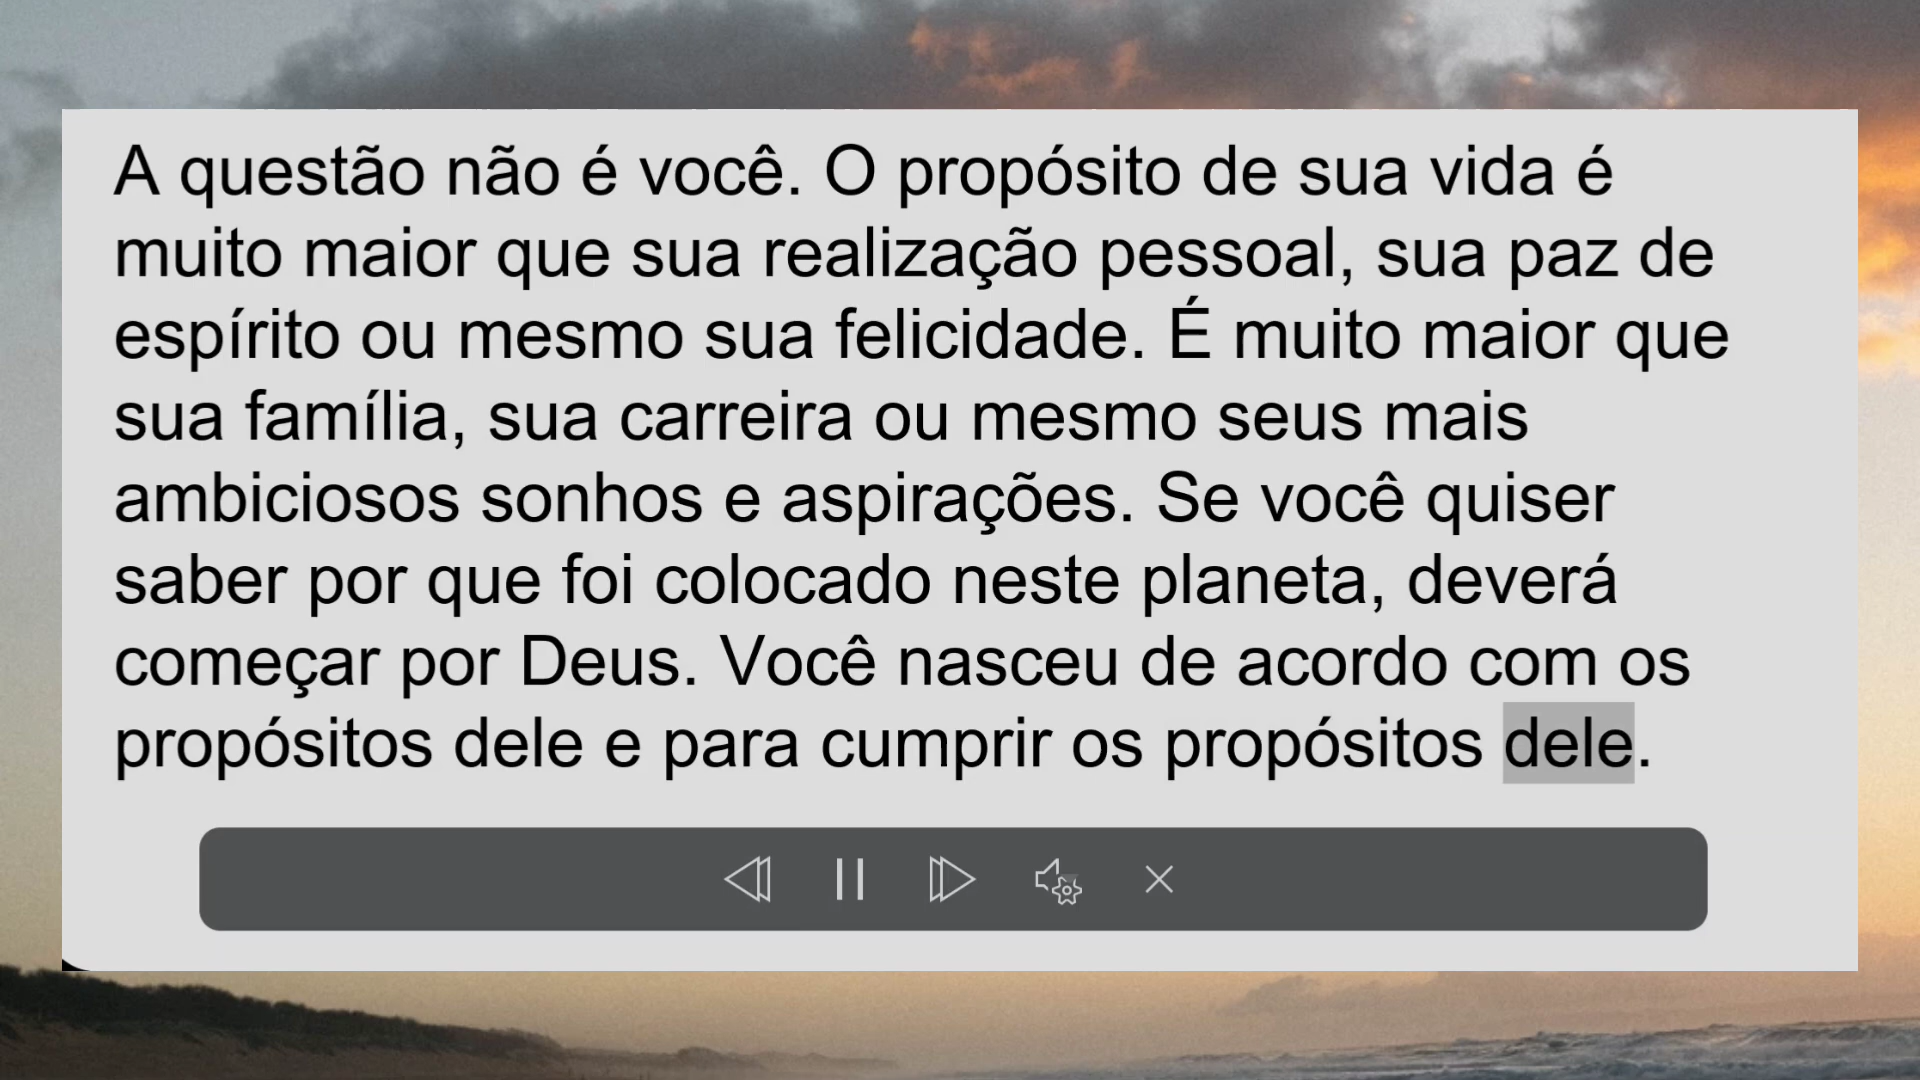 A questão não é você. O propósito de sua vida é
muito maior que sua realização pessoal, sua paz de
espírito ou mesmo sua felicidade. É muito maior que
sua família, sua carreira ou mesmo seus mais
ambiciosos sonhos e aspirações. Se você quiser
saber por que foi colocado neste planeta, deverá
começar por Deus. Você nasceu de acordo com os
propósitos dele e para cumprir os propósitos dele.